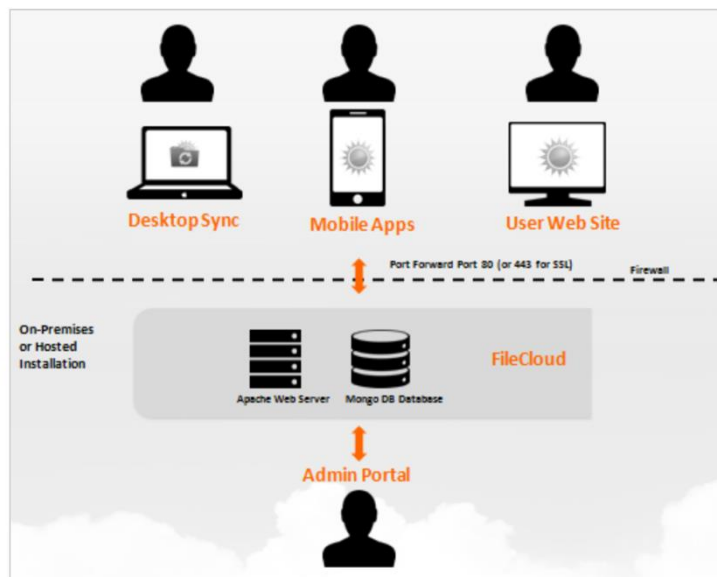 Desktop Sync
Mobile Apps
User Web Site
Port Forward Port 80 (or 443 for SSL)
Firewall
On-Premises
or Hosted
Installation
FileCloud
Apache Web Server
Mongo DB Database
Admin Portal